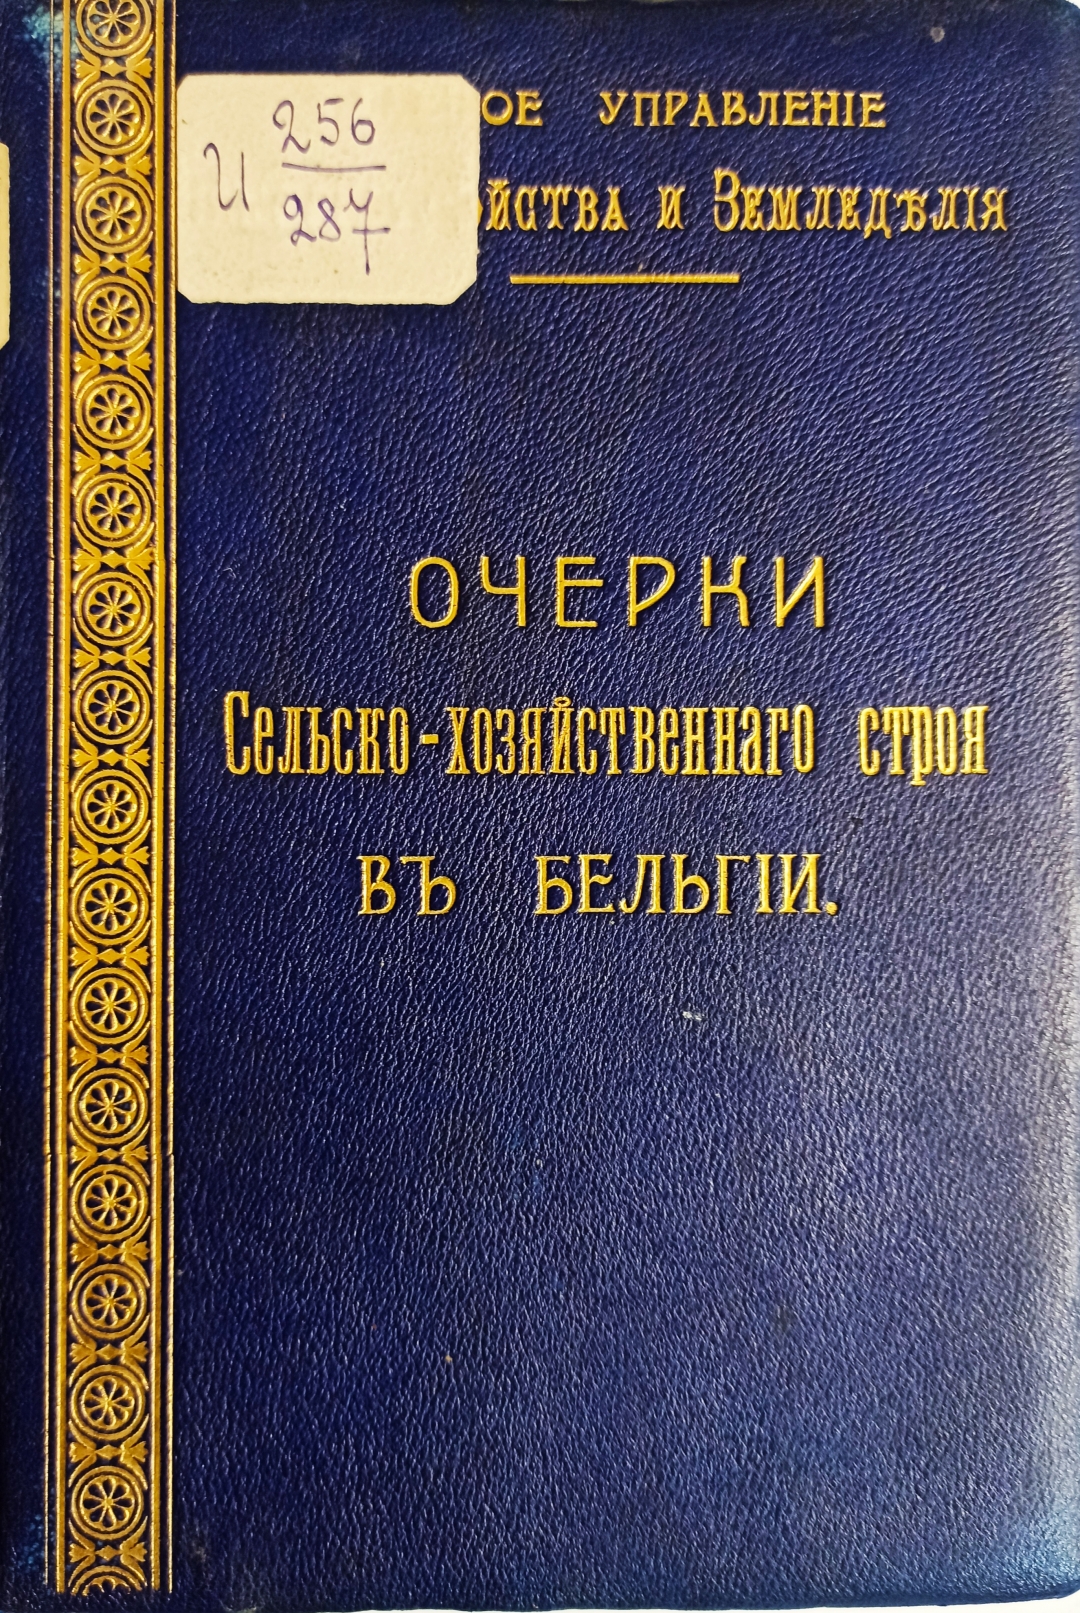 256
И
287
ОЕ УПРАВЛЕНІЕ
ЙСТВА И ЗЕМЛЕДѢЛІЯ
ОЧЕРКИ
Сельско-хозяйственнаго строя
ВЪ БЕЛЬГІИ.